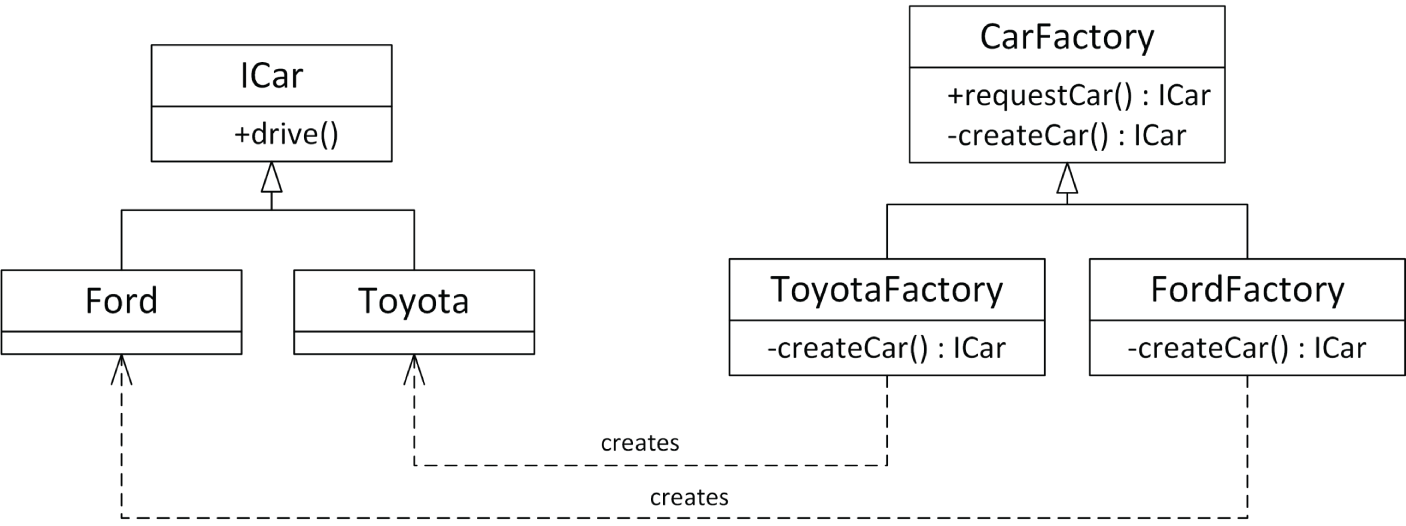 ICar
+drive()
Ford
Toyota
CarFactory
+requestCar() : ICar
-createCar() : ICar
ToyotaFactory
-createCar() : ICar
FordFactory
-createCar() : ICar
creates
creates